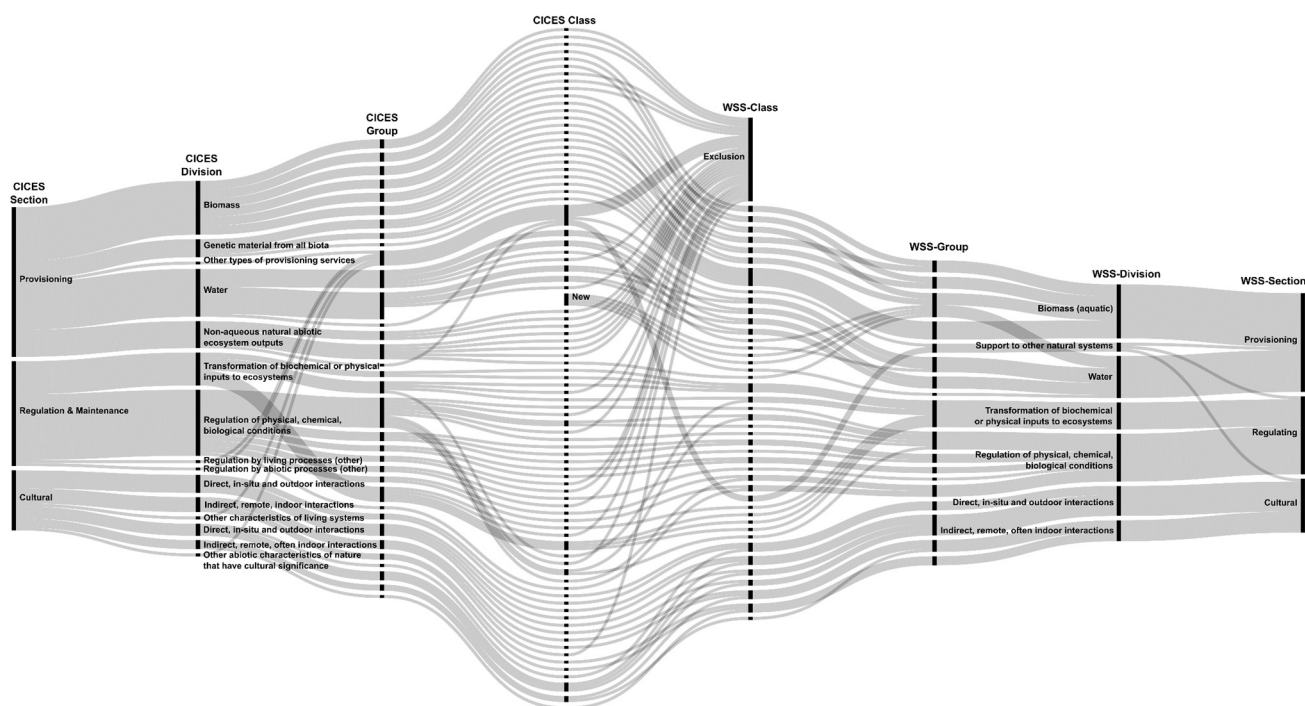 CICES
Section
Provisioning
Regulation & Maintenance
Cultural
CICES
Division
Biomass
Genetic material from all biota
Other types of provisioning services
Water
Non-aqueous natural abiotic
ecosystem outputs
Transformation of biochemical or physical
inputs to ecosystems
Regulation of physical, chemical,
biological conditions
Regulation by living processes (other)
Regulation by abiotic processes (other)
Direct, in-situ and outdoor interactions
Indirect, remote, indoor interactions
Other characteristics of living systems
Direct, in-situ and outdoor interactions
Indirect, remote, often indoor interactions
Other abiotic characteristics of nature
that have cultural significance
CICES
Group
CICES Class
New
WSS-Class
Exclusion
WSS-Group
WSS-Division
Biomass (aquatic)
Support to other natural systems
Water
Transformation of biochemical
or physical inputs to ecosystems
Regulation of physical, chemical,
biological conditions
Direct, in-situ and outdoor interactions
Indirect, remote, often indoor interactions
WSS-Section
Provisioning
Regulating
Cultural